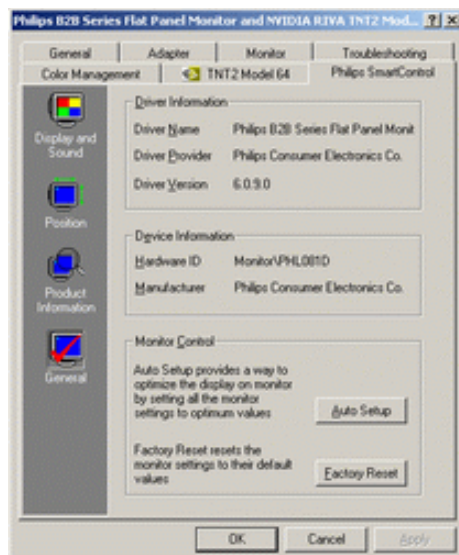 Philips B2B Series Flat Panel Monitor and NVIDIA RIVA TNT2 Mod...
General Adapter Monitor Troubleshooting
Color Management TNT2 Model 64 Philips SmartControl
Display and
Sound
Position
Product
Information
General
Driver Information
Driver Name Philips B2B Series Flat Panel Monit
Driver Provider Philips Consumer Electronics Co.
Driver Version 6.0.9.0
Device Information
Hardware ID Monitor\PHL081D
Manufacturer Philips Consumer Electronics Co.
Monitor Control
Auto Setup provides a way to
optimize the display on monitor
by setting all the monitor
settings to optimum values
Auto Setup
Factory Reset resets the
monitor settings to their default
values
Factory Reset
OK Cancel Apply